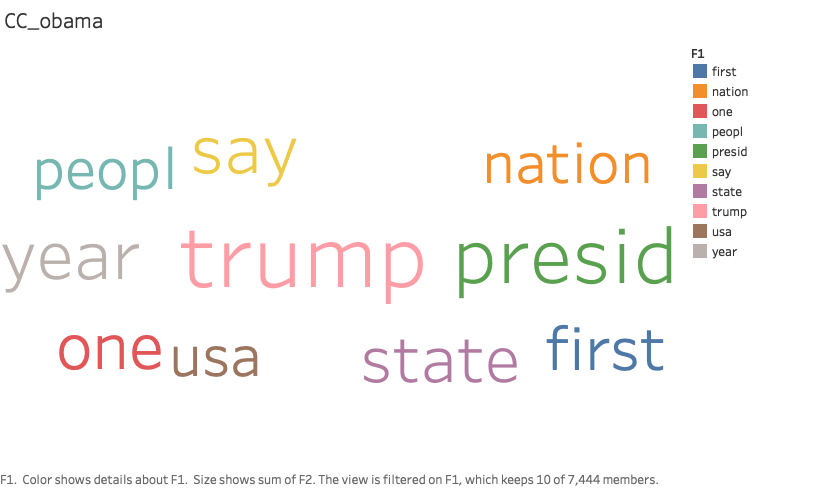 CC_obama
F1
first
nation
one
peopl
presid
say
state
trump
usa
year
peopl say nation
year trump presid
one usa state first
F1. Color shows details about F1. Size shows sum of F2. The view is filtered on F1, which keeps 10 of 7,444 members.